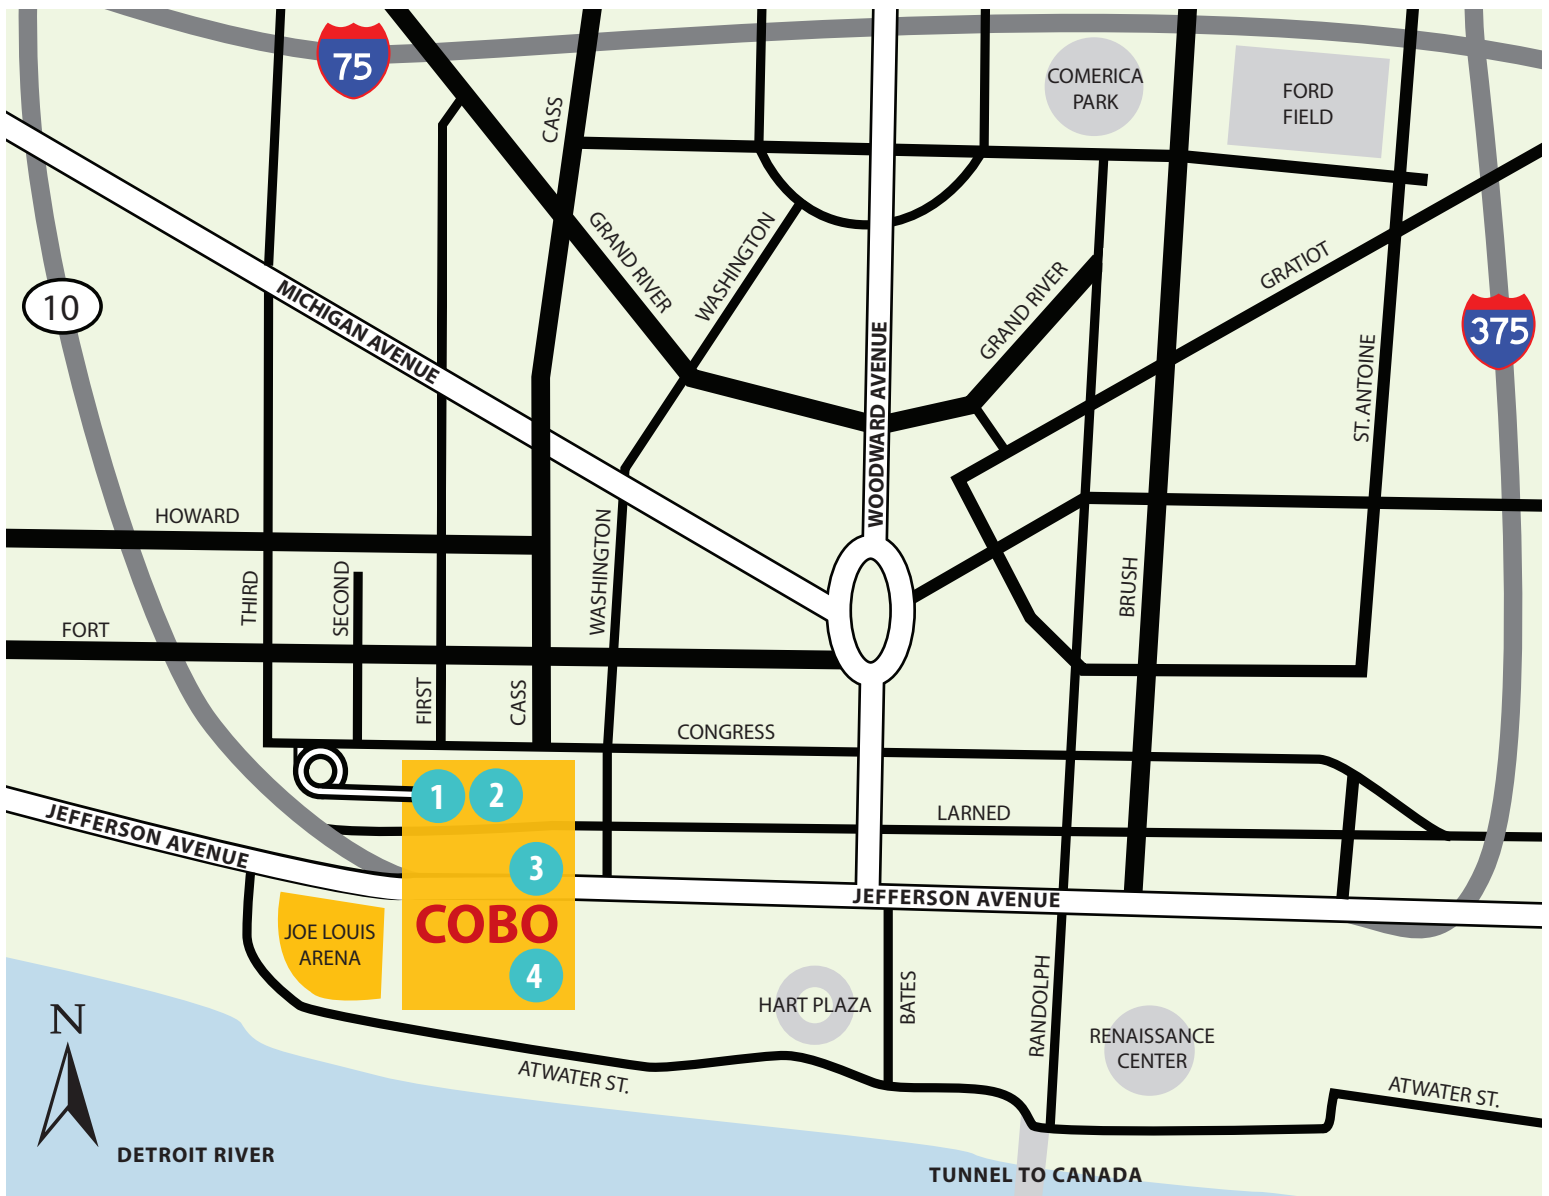 75
COMERICA
PARK
FORD
FIELD
CASS
GRAND RIVER
WASHINGTON
GRAND RIVER
GRATIOT
10
MICHIGAN AVENUE
WOODWARD AVENUE
375
ST. ANTOINE
HOWARD
THIRD
SECOND
WASHINGTON
BRUSH
FORT
FIRST
CASS
CONGRESS
1
2
LARNED
JEFFERSON AVENUE
3
JEFFERSON AVENUE
COBO
JOE LOUIS
ARENA
4
HART PLAZA
BATES
RANDOLPH
RENAISSANCE
CENTER
N
ATWATER ST.
ATWATER ST.
DETROIT RIVER
TUNNEL TO CANADA